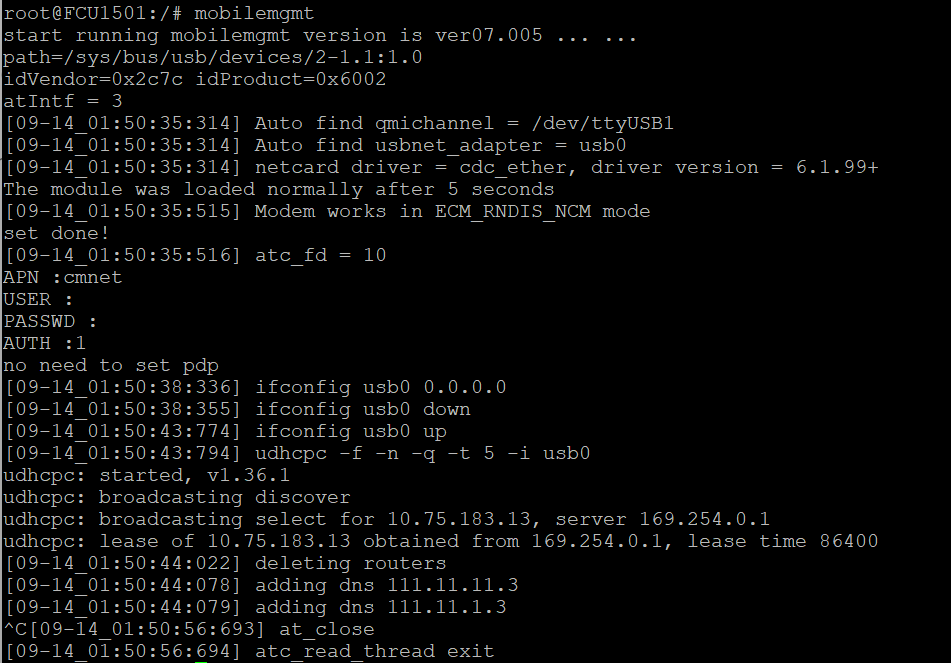 root@FCU1501:/# mobilemgmt
start running mobilemgmt version is ver07.005 ... ...
path=/sys/bus/usb/devices/2-1.1:1.0
idVendor=0x2c7c idProduct=0x6002
atIntf = 3
[09-14_01:50:35:314] Auto find qmichannel = /dev/ttyUSB1
[09-14_01:50:35:314] Auto find usbnet_adapter = usb0
[09-14_01:50:35:314] netcard driver = cdc_ether, driver version = 6.1.99+
The module was loaded normally after 5 seconds
[09-14_01:50:35:515] Modem works in ECM_RNDIS_NCM mode
set done!
[09-14_01:50:35:516] atc_fd = 10
APN :cmnet
USER :
PASSWD :
AUTH :1
no need to set pdp
[09-14_01:50:38:336] ifconfig usb0 0.0.0.0
[09-14_01:50:38:355] ifconfig usb0 down
[09-14_01:50:43:774] ifconfig usb0 up
[09-14_01:50:43:794] udhcpc -f -n -q -t 5 -i usb0
udhcpc: started, v1.36.1
udhcpc: broadcasting discover
udhcpc: broadcasting select for 10.75.183.13, server 169.254.0.1
udhcpc: lease of 10.75.183.13 obtained from 169.254.0.1, lease time 86400
[09-14_01:50:44:022] deleting routers
[09-14_01:50:44:078] adding dns 111.11.11.3
[09-14_01:50:44:079] adding dns 111.11.1.3
^C[09-14_01:50:56:693] at_close
[09-14_01:50:56:694] atc_read_thread exit